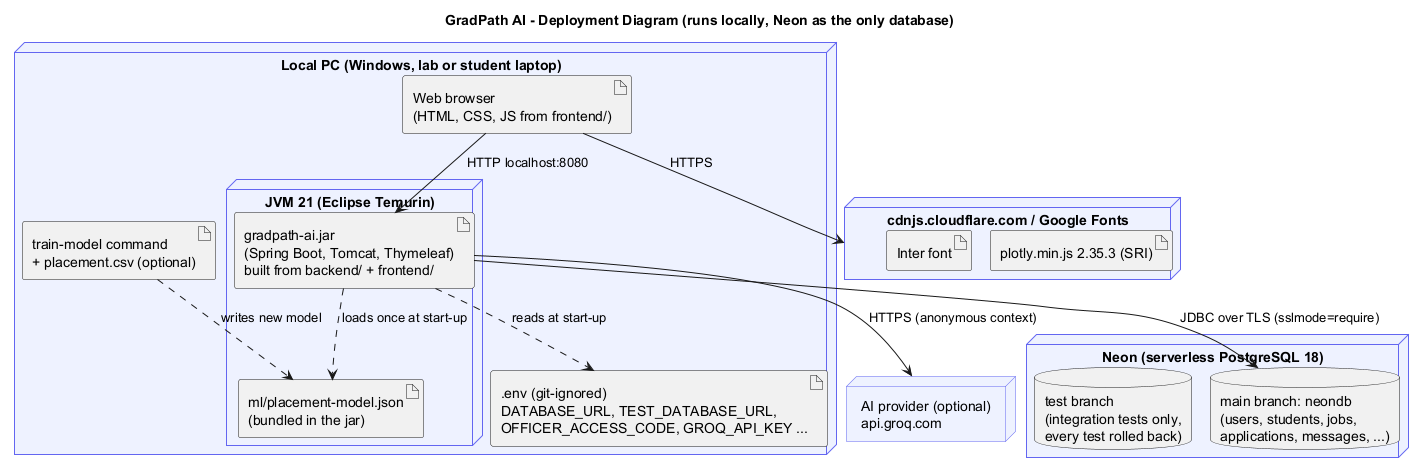 GradPath AI - Deployment Diagram (runs locally, Neon as the only database)
Local PC (Windows, lab or student laptop)
Web browser
(HTML, CSS, JS from frontend/)
HTTP localhost:8080
HTTPS
JVM 21 (Eclipse Temurin)
gradpath-ai.jar
(Spring Boot, Tomcat, Thymeleaf)
built from backend/ + frontend/
train-model command
+ placement.csv (optional)
cdnjs.cloudflare.com / Google Fonts
Inter font
plotly.min.js 2.35.3 (SRI)
writes new model
loads once at start-up
reads at start-up
HTTPS (anonymous context)
JDBC over TLS (sslmode=require)
ml/placement-model.json
(bundled in the jar)
.env (git-ignored)
DATABASE_URL, TEST_DATABASE_URL,
OFFICER_ACCESS_CODE, GROQ_API_KEY ...
AI provider (optional)
api.groq.com
Neon (serverless PostgreSQL 18)
test branch
(integration tests only,
every test rolled back)
main branch: neondb
(users, students, jobs,
applications, messages, ...)